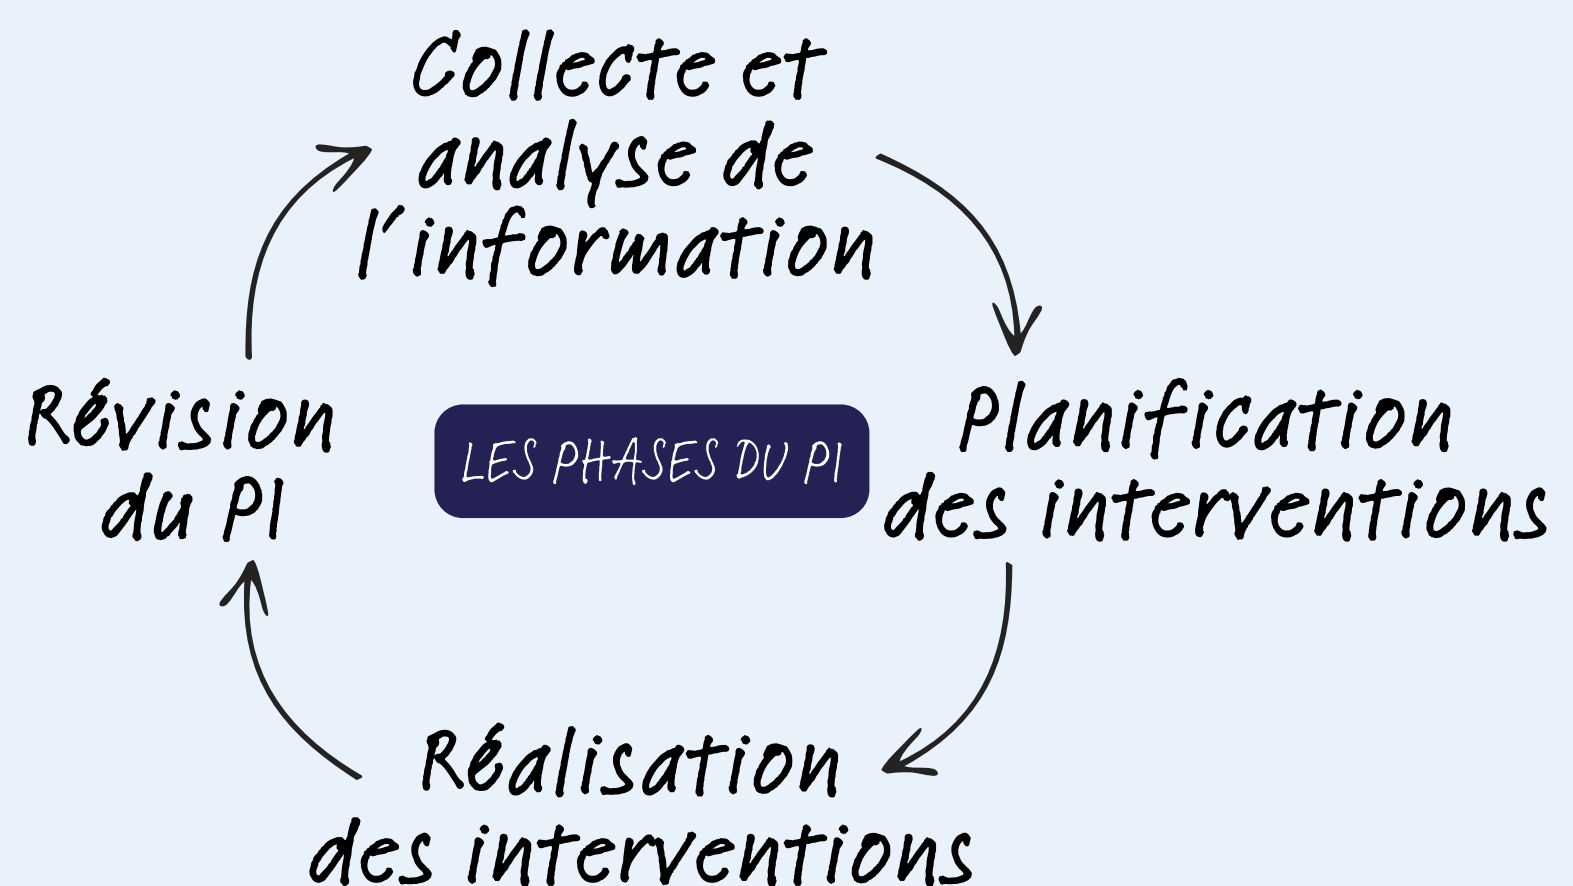 Collecte et
analyse de
l'information
Révision
du PI
LES PHASES DU PI
Planification
des interventions
Réalisation
des interventions